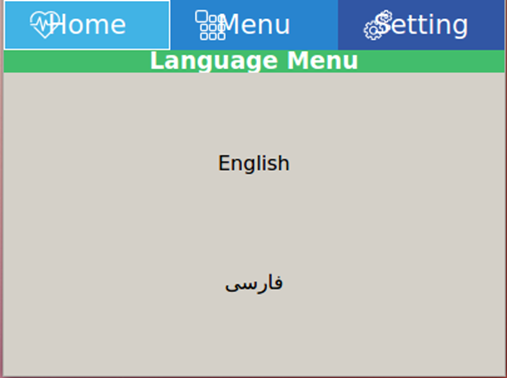 Home Menu Setting
Language Menu
English
فارسی